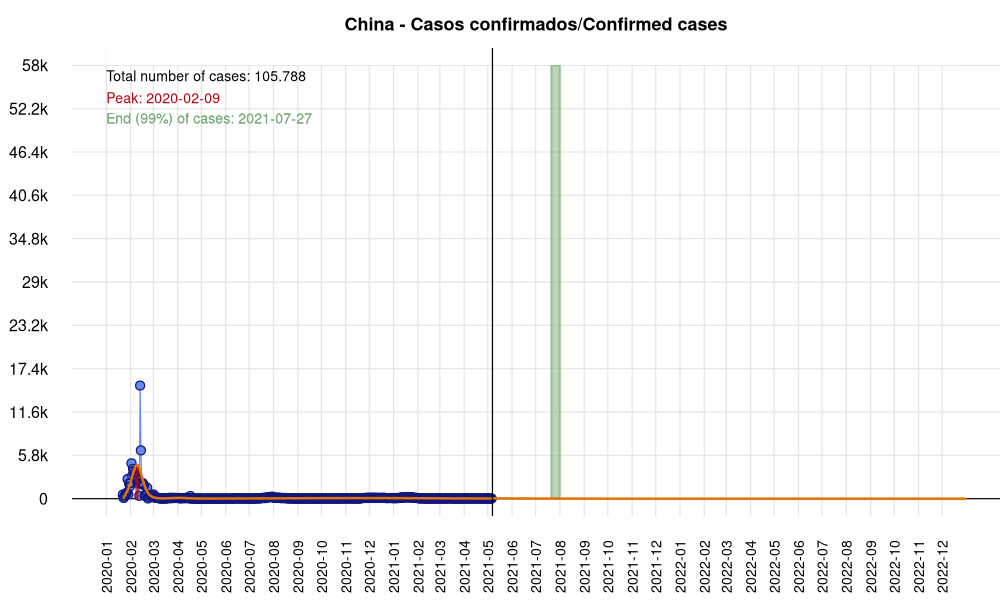 China - Casos confirmados/Confirmed cases
58k
52.2k
46.4k
40.6k
34.8k
29k
23.2k
17.4k
11.6k
5.8k
0
Total number of cases: 105.788
Peak: 2020-02-09
End (99%) of cases: 2021-07-27
2020-01
2020-02
2020-03
2020-04
2020-05
2020-06
2020-07
2020-08
2020-09
2020-10
2020-11
2020-12
2021-01
2021-02
2021-03
2021-04
2021-05
2021-06
2021-07
2021-08
2021-09
2021-10
2021-11
2021-12
2022-01
2022-02
2022-03
2022-04
2022-05
2022-06
2022-07
2022-08
2022-09
2022-10
2022-11
2022-12